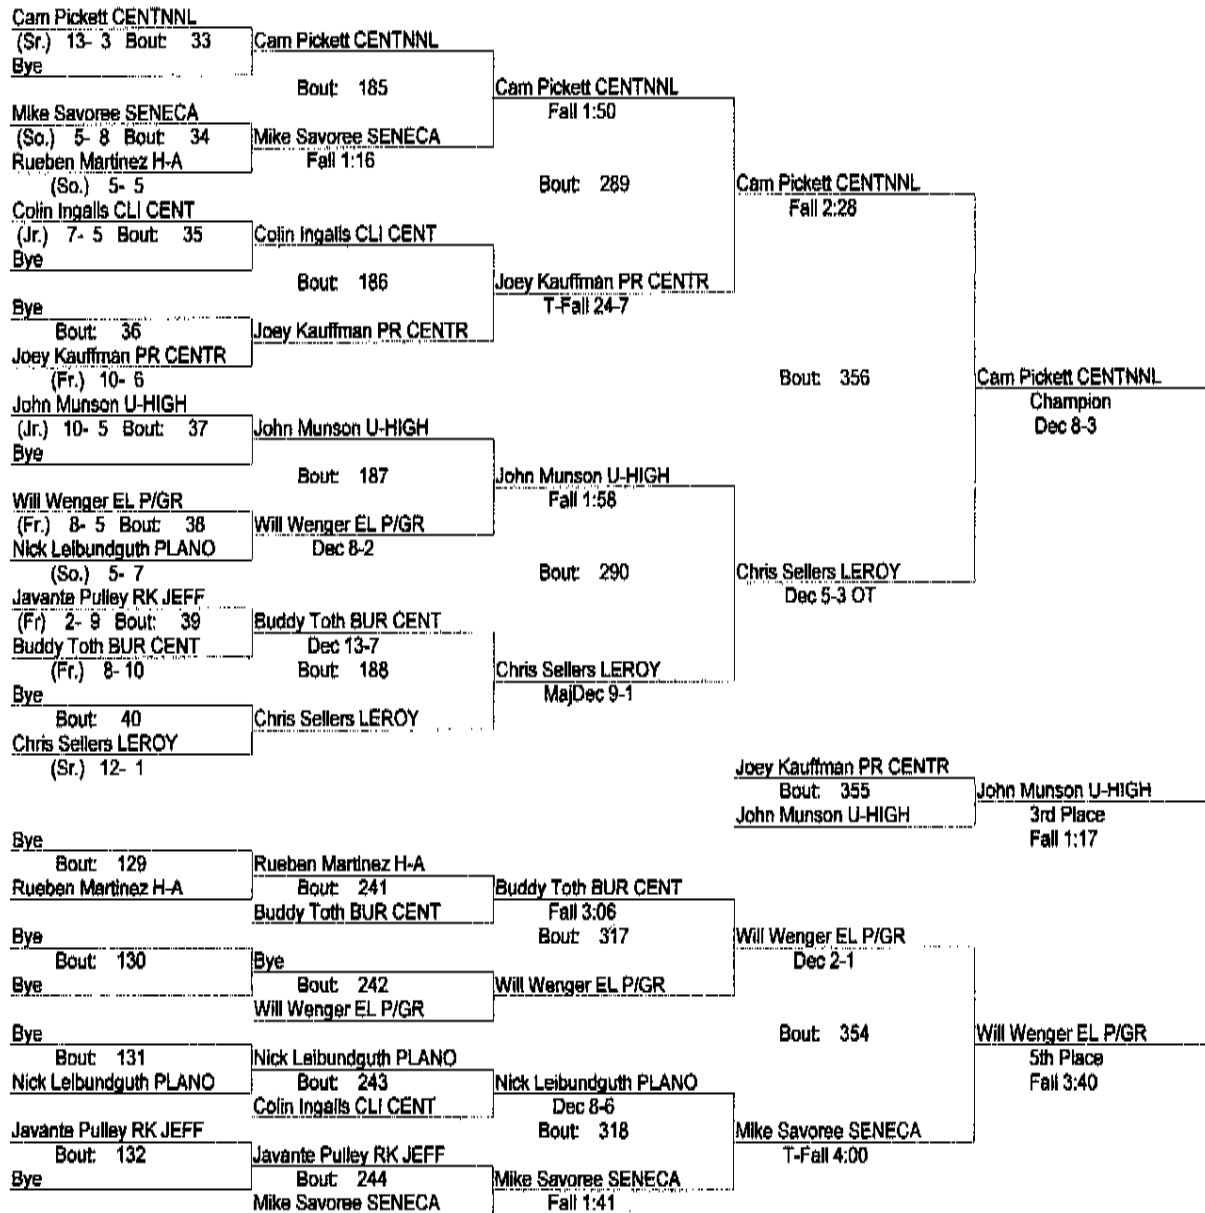 Cam Pickett CENTNNL
(Sr.) 13- 3 Bout: 33
Bye
Cam Pickett CENTNNL
Bout: 185
Mike Savoree SENECA
(So.) 5- 8 Bout: 34
Rueben Martinez H-A
(So.) 5- 5
Mike Savoree SENECA
Fall 1:16
Cam Pickett CENTNNL
Fall 1:50
Bout: 289
Colin Ingalls CLI CENT
(Jr.) 7- 5 Bout: 35
Bye
Colin Ingalls CLI CENT
Bout: 186
Bye
Bout: 36
Joey Kauffman PR CENTR
(Fr.) 10- 6
Joey Kauffman PR CENTR
Joey Kauffman PR CENTR
T-Fall 24-7
Cam Pickett CENTNNL
Fall 2:28
Bout: 356
John Munson U-HIGH
(Jr.) 10- 5 Bout: 37
Bye
John Munson U-HIGH
Bout: 187
Will Wenger EL P/GR
(Fr.) 8- 5 Bout: 38
Nick Leibundguth PLANO
(So.) 5- 7
Will Wenger EL P/GR
Dec 8-2
John Munson U-HIGH
Fall 1:58
Bout: 290
Javante Pulley RK JEFF
(Fr) 2- 9 Bout: 39
Buddy Toth BUR CENT
(Fr.) 8- 10
Buddy Toth BUR CENT
Dec 13-7
Bout: 188
Bye
Bout: 40
Chris Sellers LEROY
(Sr.) 12- 1
Chris Sellers LEROY
Chris Sellers LEROY
MajDec 9-1
Chris Sellers LEROY
Dec 5-3 OT
Cam Pickett CENTNNL
Champion
Dec 8-3
Joey Kauffman PR CENTR
Bout: 355
John Munson U-HIGH
John Munson U-HIGH
3rd Place
Fall 1:17
Bye
Bout: 129
Rueben Martinez H-A
Rueben Martinez H-A
Bout: 241
Buddy Toth BUR CENT
Buddy Toth BUR CENT
Fall 3:06
Bout: 317
Bye
Bout: 130
Bye
Bye
Bout: 242
Will Wenger EL P/GR
Will Wenger EL P/GR
Will Wenger EL P/GR
Dec 2-1
Bout: 354
Bye
Bout: 131
Nick Leibundguth PLANO
Nick Leibundguth PLANO
Bout: 243
Colin Ingalls CLI CENT
Nick Leibundguth PLANO
Dec 8-6
Bout: 318
Javante Pulley RK JEFF
Bout: 132
Bye
Javante Pulley RK JEFF
Bout: 244
Mike Savoree SENECA
Mike Savoree SENECA
Fall 1:41
Mike Savoree SENECA
T-Fall 4:00
Will Wenger EL P/GR
5th Place
Fall 3:40